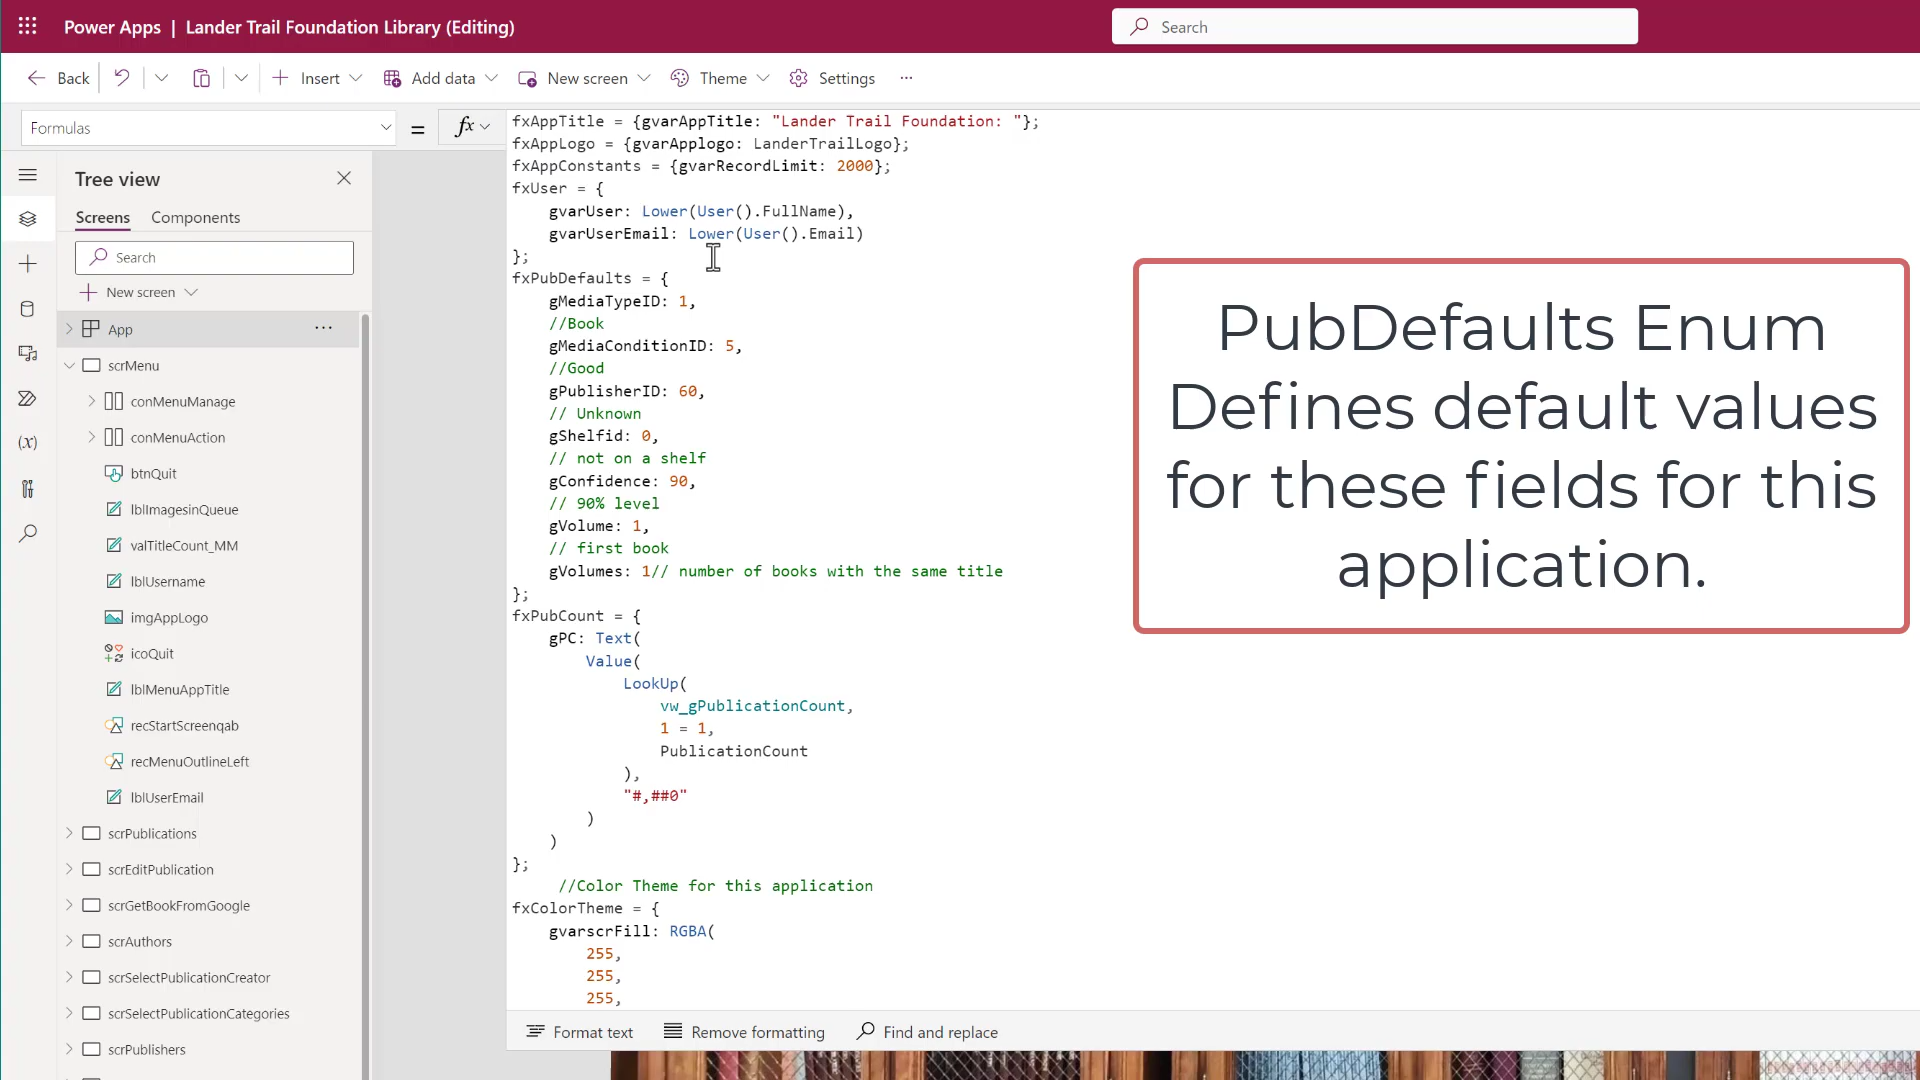 Power Apps | Lander Trail Foundation Library (Editing)
Search
Back
Insert
Add data
New screen
Theme
Settings
Formulas
=
fx
fxAppTitle = {gvarAppTitle: "Lander Trail Foundation: "};
fxAppLogo = {gvarApplogo: LanderTrailLogo};
fxAppConstants = {gvarRecordLimit: 2000};
fxUser = {
gvarUser: Lower(User().FullName),
gvarUserEmail: Lower(User().Email)
};
fxPubDefaults = {
gMediaTypeID: 1,
//Book
gMediaConditionID: 5,
//Good
gPublisherID: 60,
// Unknown
gShelfid: 0,
// not on a shelf
gConfidence: 90,
// 90% level
gVolume: 1,
// first book
gVolumes: 1// number of books with the same title
};
fxPubCount = {
gPC: Text(
Value(
LookUp(
vw_gPublicationCount,
1 = 1,
PublicationCount
),
"#,##0"
)
)
};
//Color Theme for this application
fxColorTheme = {
gvarscrFill: RGBA(
255,
255,
255,
Format text
Remove formatting
Find and replace
Tree view
Screens
Components
Search
New screen
App
scrMenu
conMenuManage
conMenuAction
btnQuit
lblImagesinQueue
valTitleCount_MM
lblUsername
imgAppLogo
icoQuit
lblMenuAppTitle
recStartScreenqab
recMenuOutlineLeft
lblUserEmail
scrPublications
scrEditPublication
scrGetBookFromGoogle
scrAuthors
scrSelectPublicationCreator
scrSelectPublicationCategories
scrPublishers
(x)
PubDefaults Enum
Defines default values
for these fields for this
application.